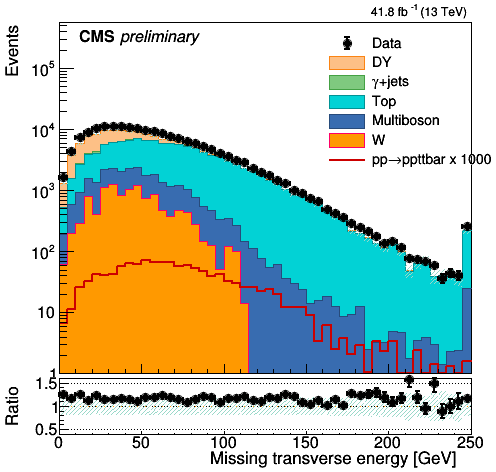 41.8 fb⁻¹ (13 TeV)
CMS preliminary
Events
Data
DY
γ+jets
Top
Multiboson
W
pp→ppttbar x 1000
10⁵
10⁴
10³
10²
10
1
Ratio
1.5
1
0.5
0 50 100 150 200 250
Missing transverse energy [GeV]